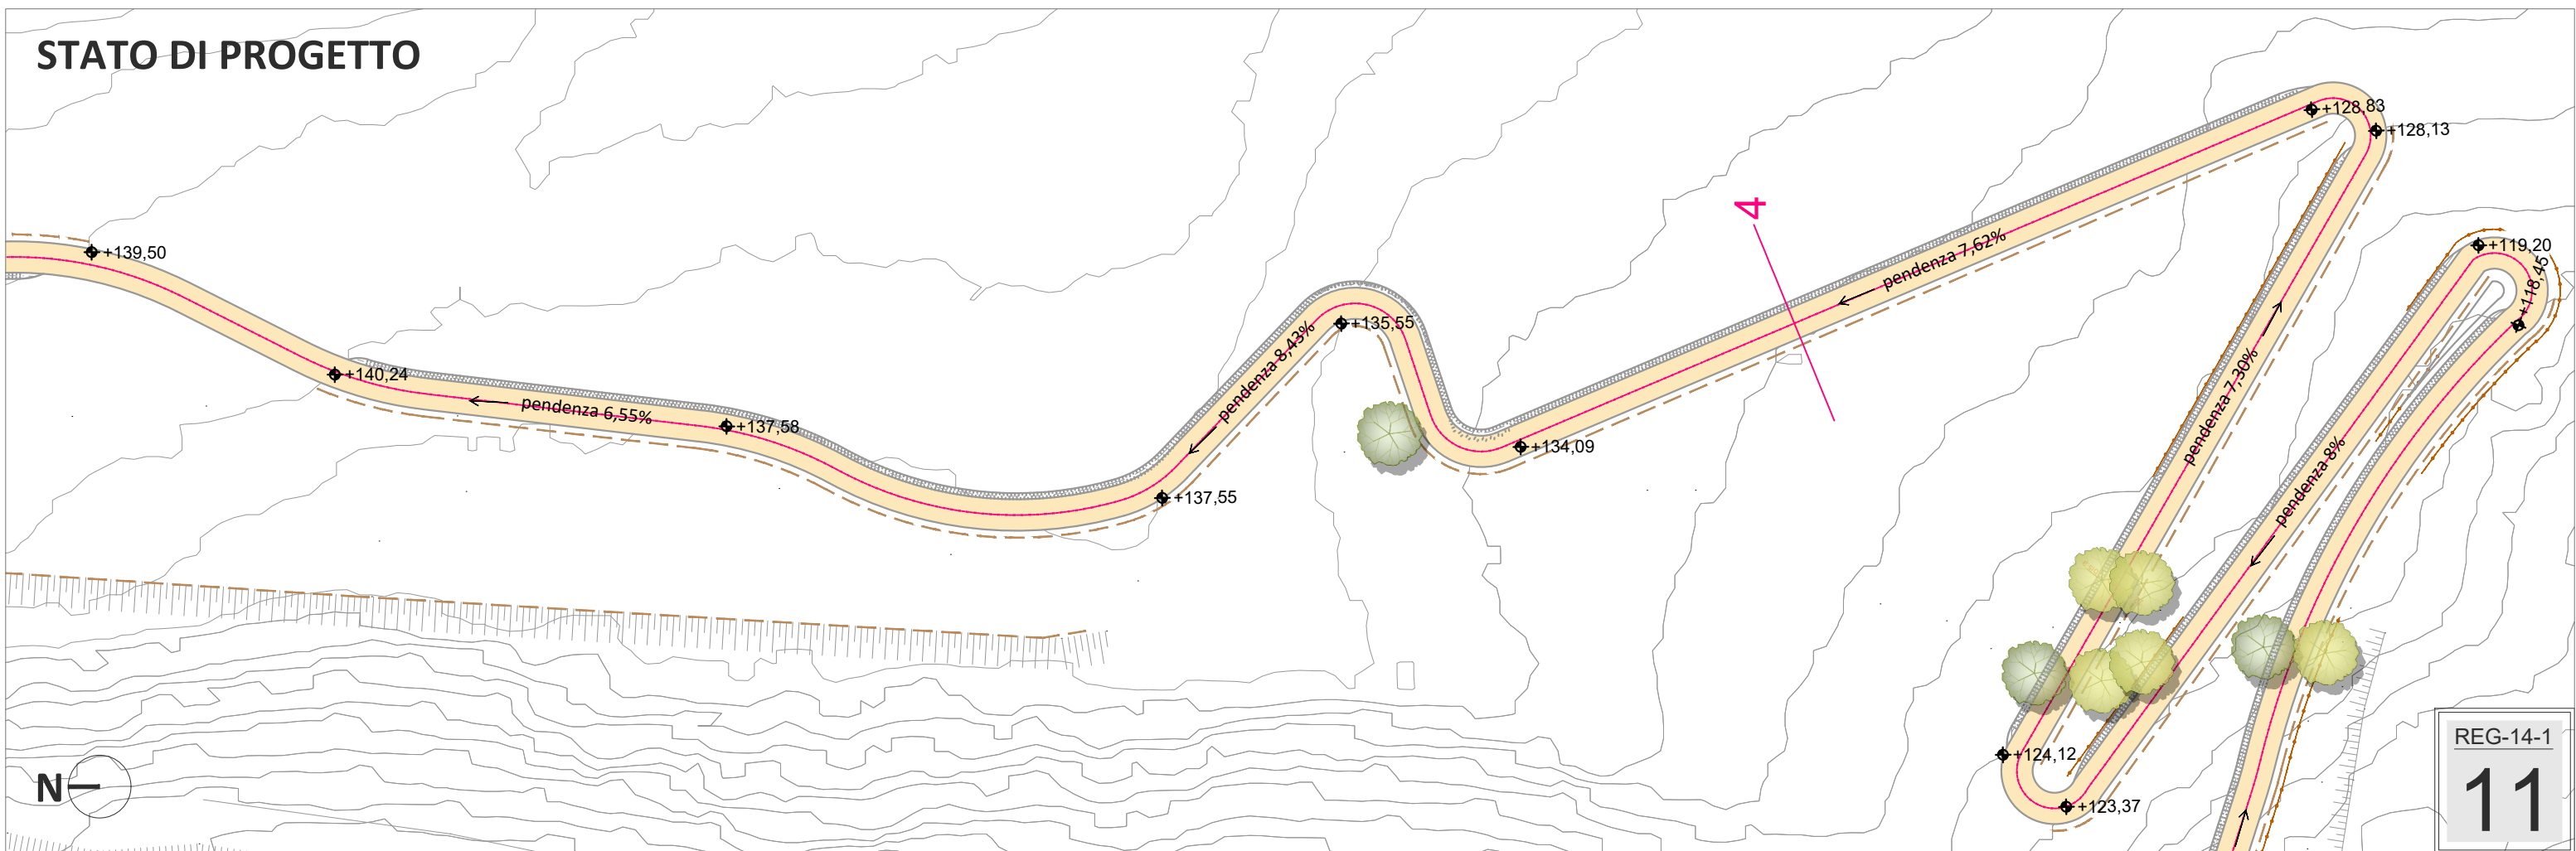 STATO DI PROGETTO
+128,83
+128,13
4
+139,50
+119,20
pendenza 7,62%
+118,45
+135,55
pendenza 8,43%
+140,24
pendenza 6,55%
pendenza 7,30%
+137,58
+134,09
pendenza 8%
+137,55
+124,12
REG-14-1
N
+123,37
11